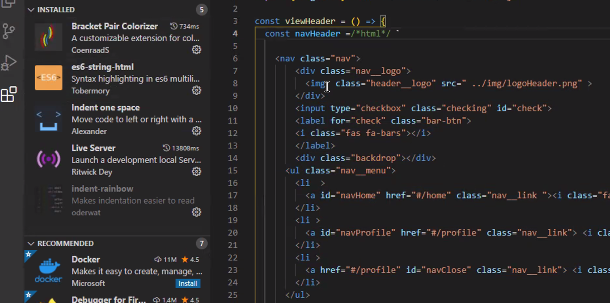 INSTALLED 5
Bracket Pair Colorizer 734ms
A customizable extension for col...
CoenraadS
ES6
es6-string-html
Syntax highlighting in es6 multili...
Tobermory
Indent one space
Move code to left or right with a ...
Alexander
Live Server 13808ms
Launch a development local Serv...
Ritwick Dey
indent-rainbow
Makes indentation easier to read
oderwat
RECOMMENDED 7
Docker 11M 4.5
Makes it easy to create, manage, ...
Microsoft Install
Debugger for Fir... 1.4M 4.5
2
3 const viewHeader = () => {
4 const navHeader =/*html*/ `
5
6 <nav class="nav">
7 <div class="nav__logo">
8 <img class="header__logo" src=" ../img/logoHeader.png" >
9 </div>
10 <input type="checkbox" class="checking" id="check">
11 <label for="check" class="bar-btn">
12 <i class="fas fa-bars"></i>
13 </label>
14 <div class="backdrop"></div>
15 <ul class="nav__menu">
16 <li >
17 <a id="navHome" href="#/home" class="nav__link "><i class="fa
18 </li>
19 <li >
20 <a id="navProfile" href="#/profile" class="nav__link"> <i cla
21 </li>
22 <li >
23 <a href="#/profile" id="navClose" class="nav__link"> <i class
24 </li>
25 </ul>